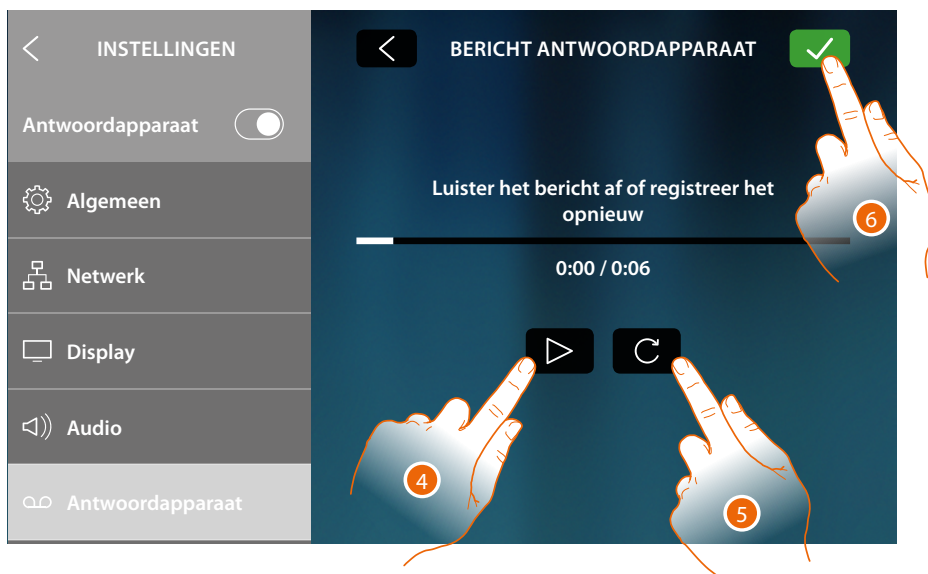 INSTELLINGEN
Antwoordapparaat
Algemeen
Netwerk
Display
Audio
Antwoordapparaat
BERICHT ANTWOORDAPPARAAT
Luister het bericht af of registreer het
opnieuw
0:00 / 0:06
4
5
6